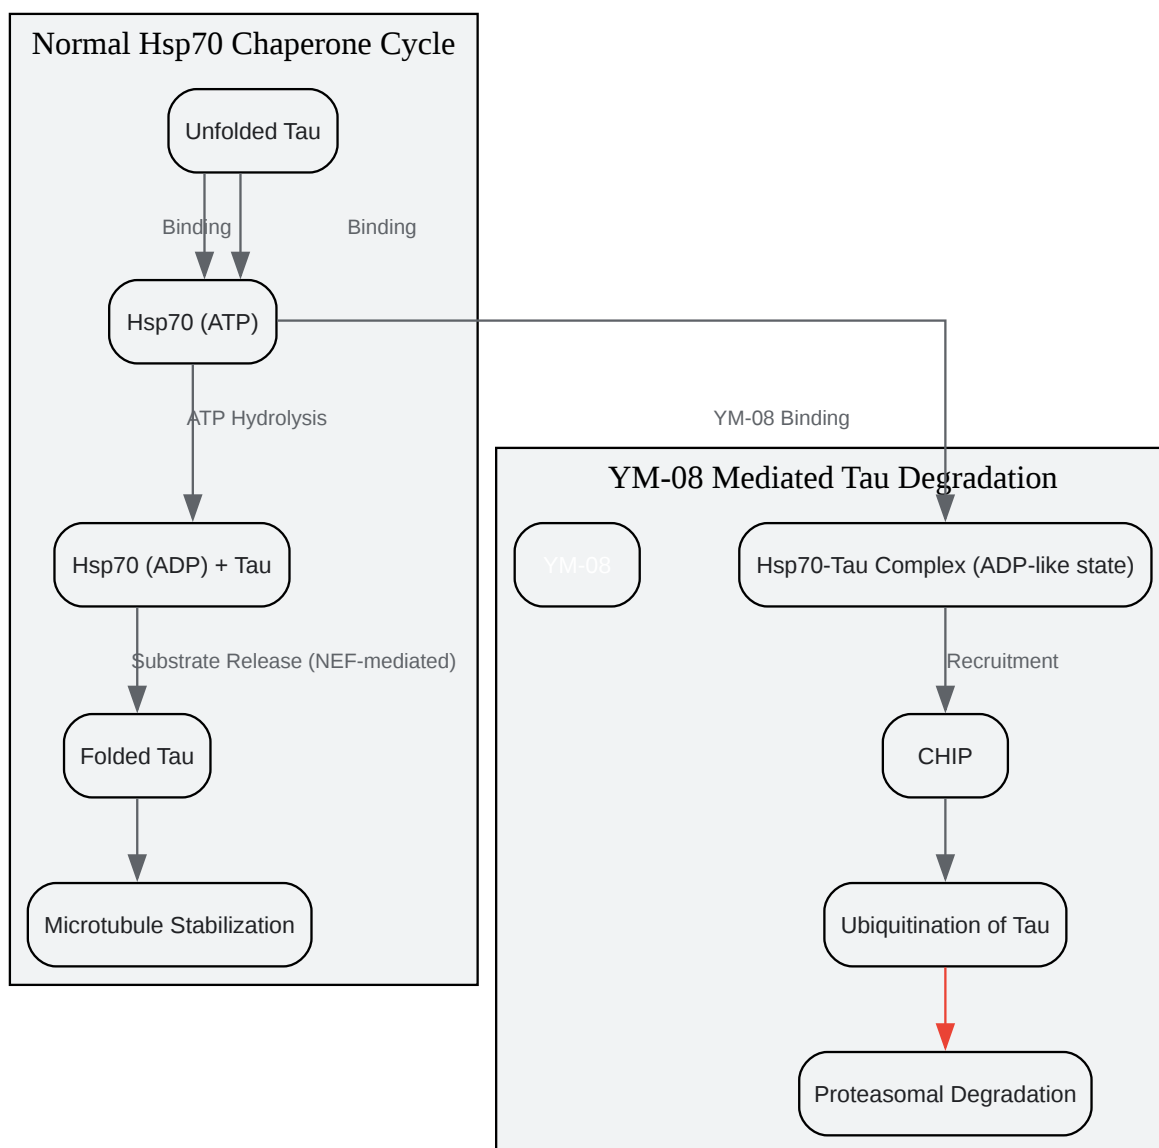 Normal Hsp70 Chaperone Cycle
Unfolded Tau
Binding
Binding
Hsp70 (ATP)
ATP Hydrolysis
YM-08 Binding
Hsp70 (ADP) + Tau
Substrate Release (NEF-mediated)
Folded Tau
Microtubule Stabilization
YM-08 Mediated Tau Degradation
YM-08
Hsp70-Tau Complex (ADP-like state)
Recruitment
CHIP
Ubiquitination of Tau
Proteasomal Degradation